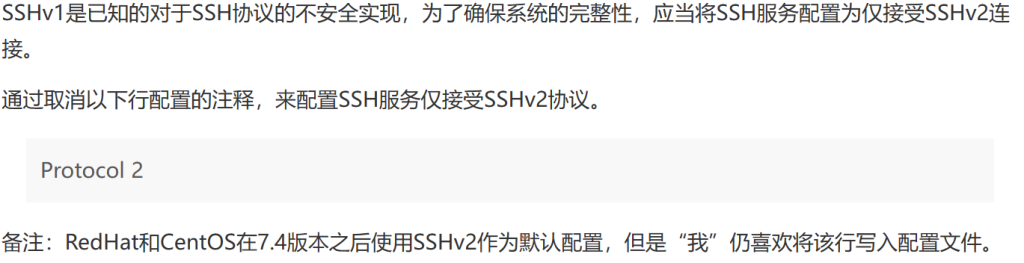 SSHv1是已知的对于SSH协议的不安全实现，为了确保系统的完整性，应当将SSH服务配置为仅接受SSHv2连
接。
通过取消以下行配置的注释，来配置SSH服务仅接受SSHv2协议。
Protocol 2
备注：RedHat和CentOS在7.4版本之后使用SSHv2作为默认配置，但是“我”仍喜欢将该行写入配置文件。